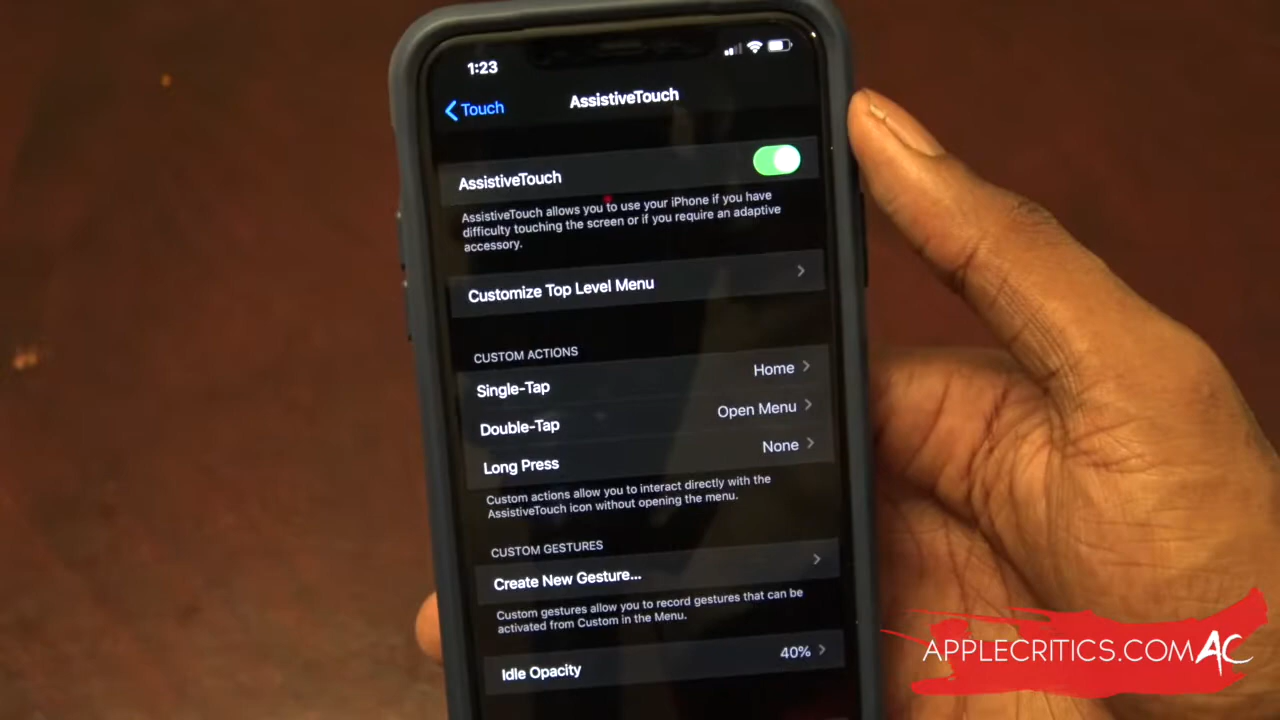 1:23
Touch
AssistiveTouch
AssistiveTouch
AssistiveTouch allows you to use your iPhone if you have
difficulty touching the screen or if you require an adaptive
accessory.
Customize Top Level Menu
CUSTOM ACTIONS
Single-Tap Home
Double-Tap Open Menu
Long Press None
Custom actions allow you to interact directly with the
AssistiveTouch icon without opening the menu.
CUSTOM GESTURES
Create New Gesture...
Custom gestures allow you to record gestures that can be
activated from Custom in the Menu.
Idle Opacity 40%
APPLECRITICS.COM AC